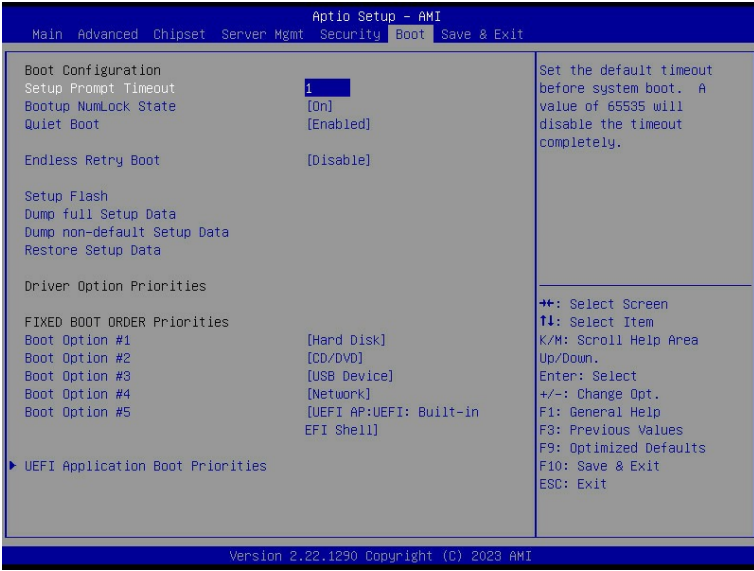 Aptio Setup – AMI
Main Advanced Chipset Server Mgmt Security Boot Save & Exit
Boot Configuration
Setup Prompt Timeout 1
Bootup NumLock State [On]
Quiet Boot [Enabled]
Endless Retry Boot [Disable]
Setup Flash
Dump full Setup Data
Dump non-default Setup Data
Restore Setup Data
Driver Option Priorities
FIXED BOOT ORDER Priorities
Boot Option #1 [Hard Disk]
Boot Option #2 [CD/DVD]
Boot Option #3 [USB Device]
Boot Option #4 [Network]
Boot Option #5 [UEFI AP:UEFI: Built-in
EFI Shell]
UEFI Application Boot Priorities
Set the default timeout
before system boot. A
value of 65535 will
disable the timeout
completely.
→←: Select Screen
↑↓: Select Item
K/M: Scroll Help Area
Up/Down.
Enter: Select
+/-: Change Opt.
F1: General Help
F3: Previous Values
F9: Optimized Defaults
F10: Save & Exit
ESC: Exit
Version 2.22.1290 Copyright (C) 2023 AMI